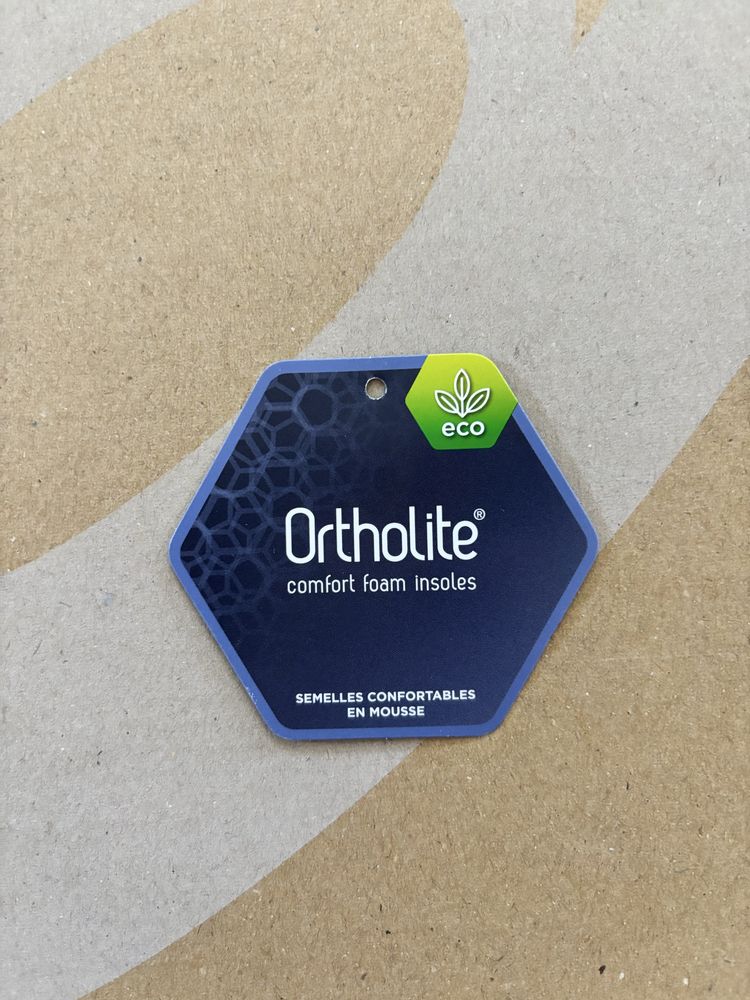 eco
Ortholite®
comfort foam insoles
SEMELLES CONFORTABLES
EN MOUSSE